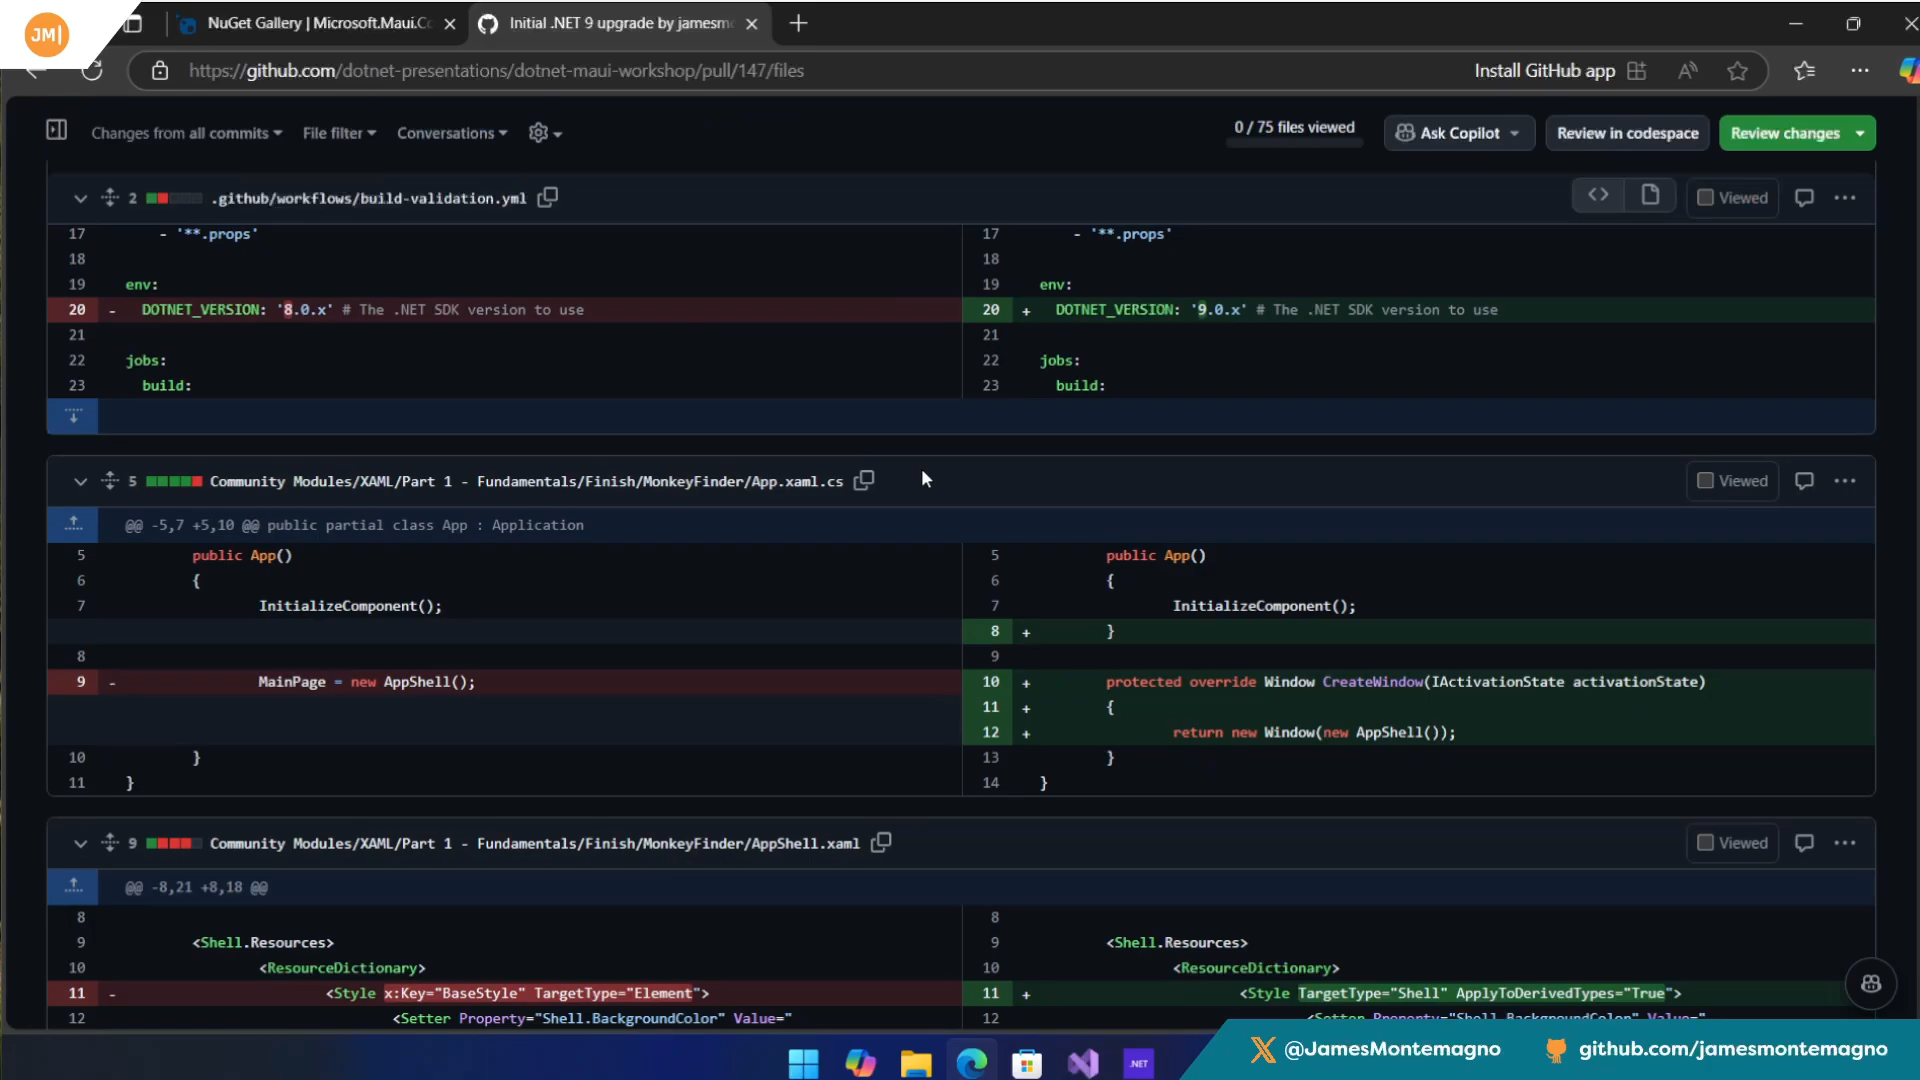 JM|
NuGet Gallery | Microsoft.Maui.Co
Initial .NET 9 upgrade by jamesmo
https://github.com/dotnet-presentations/dotnet-maui-workshop/pull/147/files
Install GitHub app
Changes from all commits
File filter
Conversations
0 / 75 files viewed
Ask Copilot
Review in codespace
Review changes
2 .github/workflows/build-validation.yml
Viewed
17 - '**.props'
17 - '**.props'
18
18
19 env:
19 env:
20 - DOTNET_VERSION: '8.0.x' # The .NET SDK version to use
20 + DOTNET_VERSION: '9.0.x' # The .NET SDK version to use
21
21
22 jobs:
22 jobs:
23 build:
23 build:
5 Community Modules/XAML/Part 1 - Fundamentals/Finish/MonkeyFinder/App.xaml.cs
Viewed
@@ -5,7 +5,10 @@ public partial class App : Application
5 public App()
5 public App()
6 {
6 {
7 InitializeComponent();
7 InitializeComponent();
8 + }
8
9
9 - MainPage = new AppShell();
10 + protected override Window CreateWindow(IActivationState activationState)
11 + {
12 + return new Window(new AppShell());
10 }
13 }
11 }
14 }
9 Community Modules/XAML/Part 1 - Fundamentals/Finish/MonkeyFinder/AppShell.xaml
Viewed
@@ -8,21 +8,18 @@
8
8
9 <Shell.Resources>
9 <Shell.Resources>
10 <ResourceDictionary>
10 <ResourceDictionary>
11 - <Style x:Key="BaseStyle" TargetType="Element">
11 + <Style TargetType="Shell" ApplyToDerivedTypes="True">
12 <Setter Property="Shell.BackgroundColor" Value="
12 <Setter Property="Shell.BackgroundColor" Value="
.NET
@JamesMontemagno
github.com/jamesmontemagno